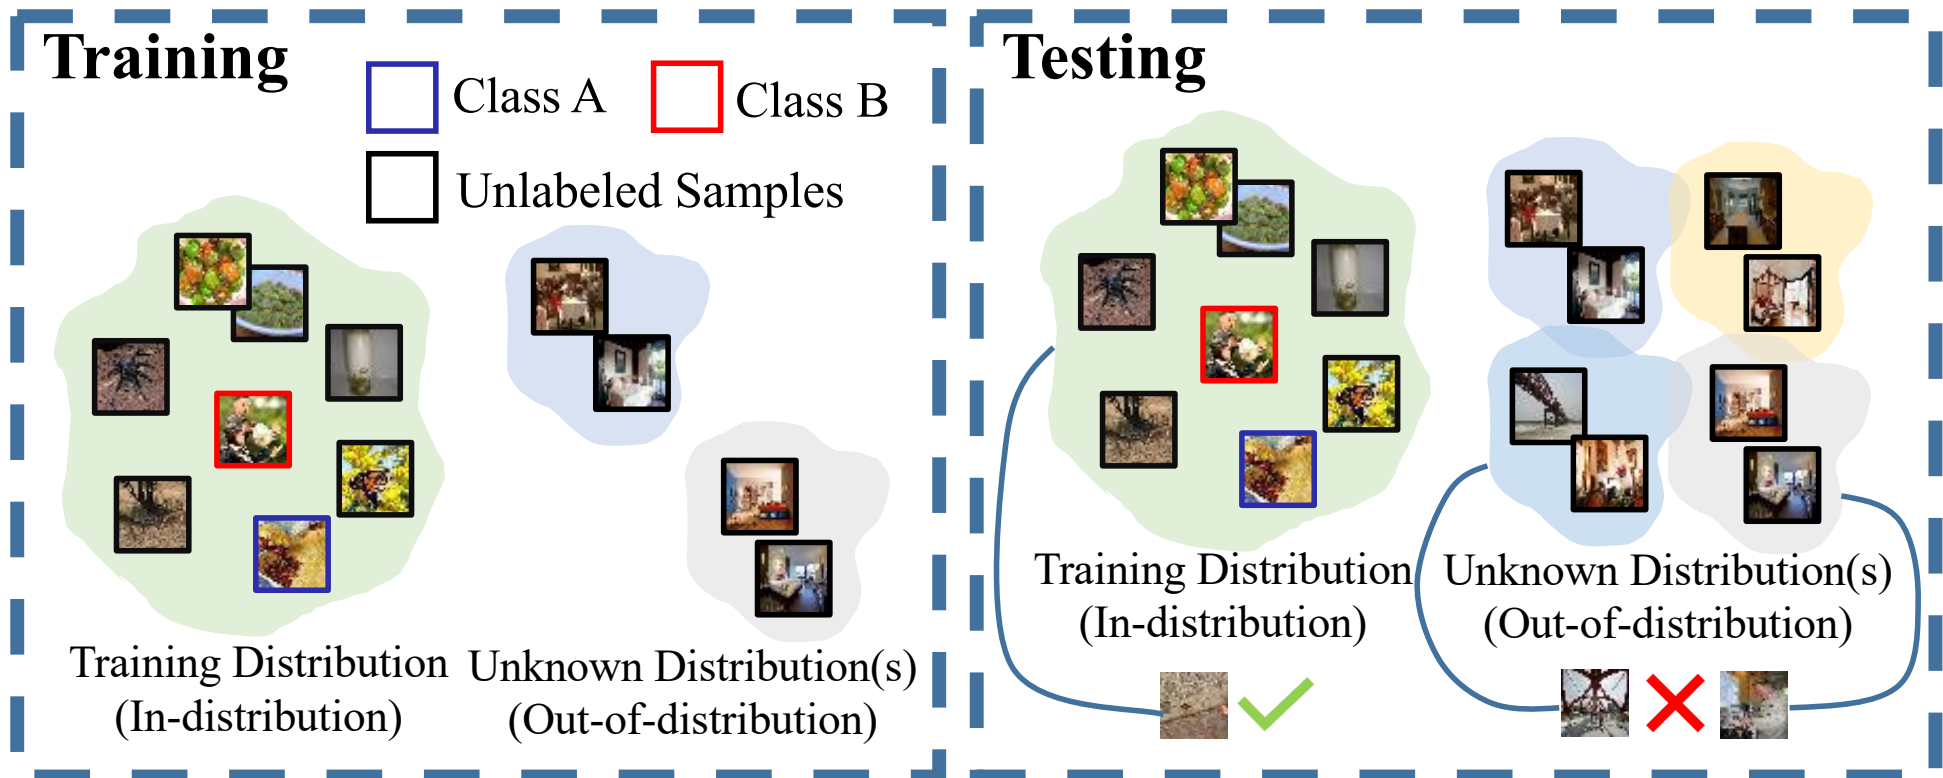 Training
Class A
Class B
Unlabeled Samples
Training Distribution
(In-distribution)
Unknown Distribution(s)
(Out-of-distribution)
Testing
Training Distribution
(In-distribution)
Unknown Distribution(s)
(Out-of-distribution)